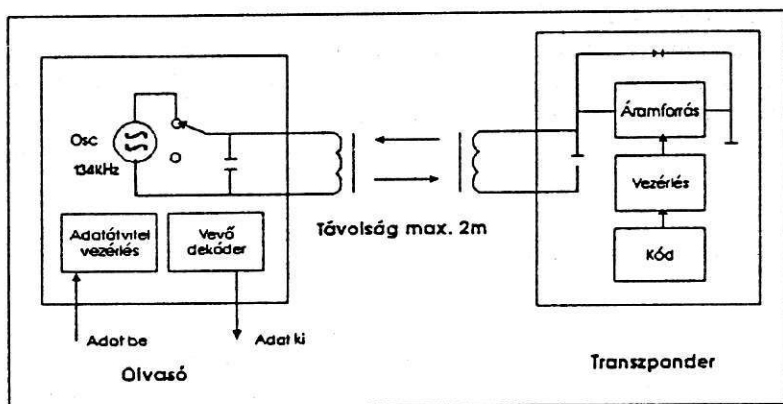 Osc
134KHz
Adatátvitel
vezérlés
Vevő
dekóder
Adat be
Adat ki
Olvasó
Távolság max. 2m
Áramforrás
Vezérlés
Kód
Transzponder